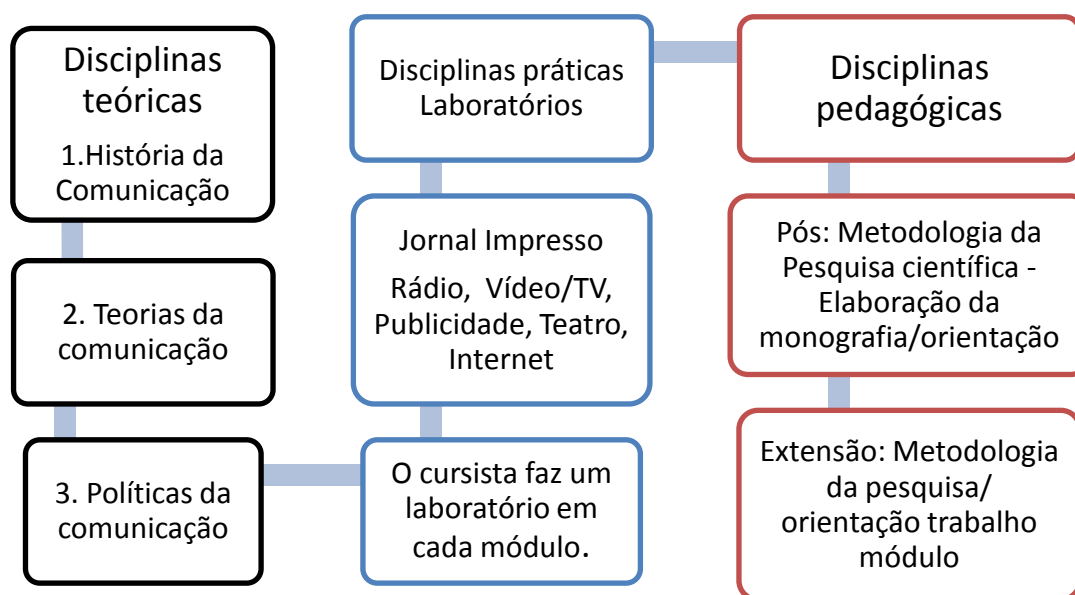 Disciplinas
teóricas
1.História da
Comunicação
2. Teorias da
comunicação
3. Políticas da
comunicação
Disciplinas práticas
Laboratórios
Jornal Impresso
Rádio, Vídeo/TV,
Publicidade, Teatro,
Internet
O cursista faz um
laboratório em
cada módulo.
Disciplinas
pedagógicas
Pós: Metodologia da
Pesquisa científica -
Elaboração da
monografia/orientação
Extensão: Metodologia
da pesquisa/
orientação trabalho
módulo